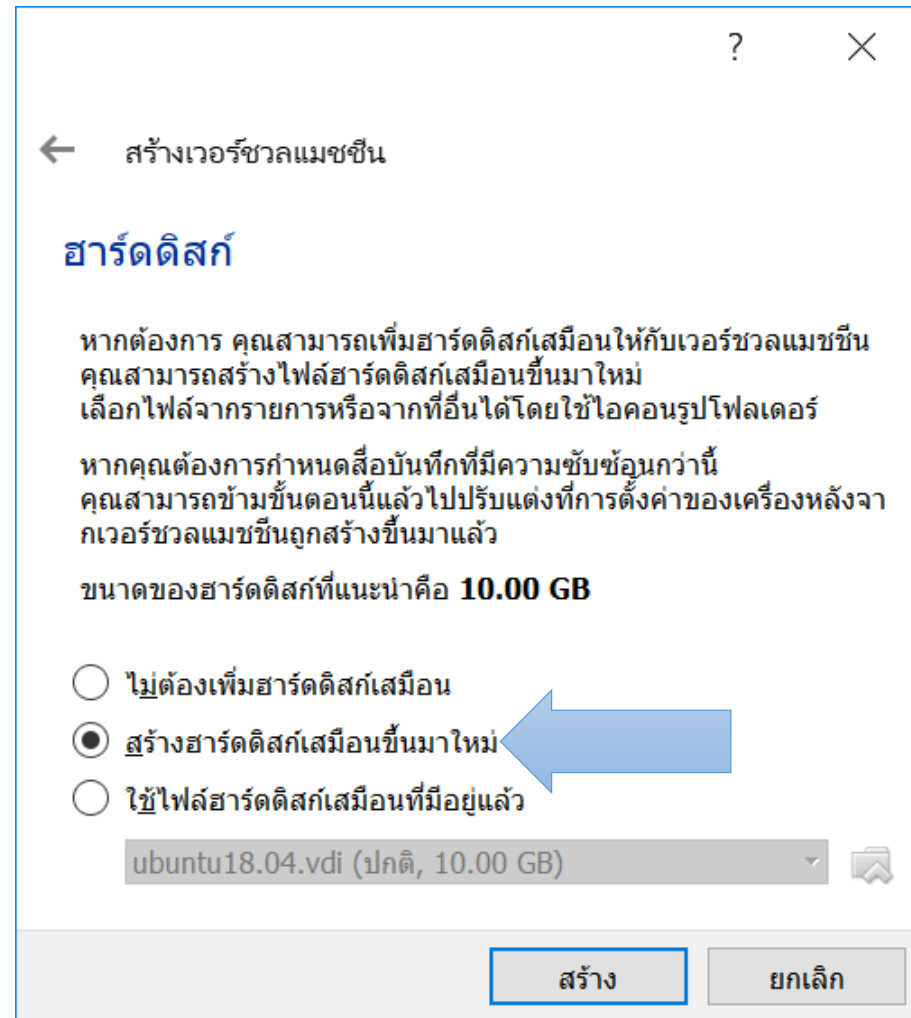 ?
สร้างเวอร์ชวลแมชชีน
ฮาร์ดดิสก์
หากต้องการ คุณสามารถเพิ่มฮาร์ดดิสก์เสมือนให้กับเวอร์ชวลแมชชีน
คุณสามารถสร้างไฟล์ฮาร์ดดิสก์เสมือนขึ้นมาใหม่
เลือกไฟล์จากรายการหรือจากที่อื่นได้โดยใช้ไอคอนรูปโฟลเดอร์
หากคุณต้องการกำหนดสื่อบันทึกที่มีความซับซ้อนกว่านี้
คุณสามารถข้ามขั้นตอนนี้แล้วไปปรับแต่งที่การตั้งค่าของเครื่องหลังจา
กเวอร์ชวลแมชชีนถูกสร้างขึ้นมาแล้ว
ขนาดของฮาร์ดดิสก์ที่แนะนำคือ 10.00 GB
ไม่ต้องเพิ่มฮาร์ดดิสก์เสมือน
สร้างฮาร์ดดิสก์เสมือนขึ้นมาใหม่
ใช้ไฟล์ฮาร์ดดิสก์เสมือนที่มีอยู่แล้ว
ubuntu18.04.vdi (ปกติ, 10.00 GB)
สร้าง ยกเลิก